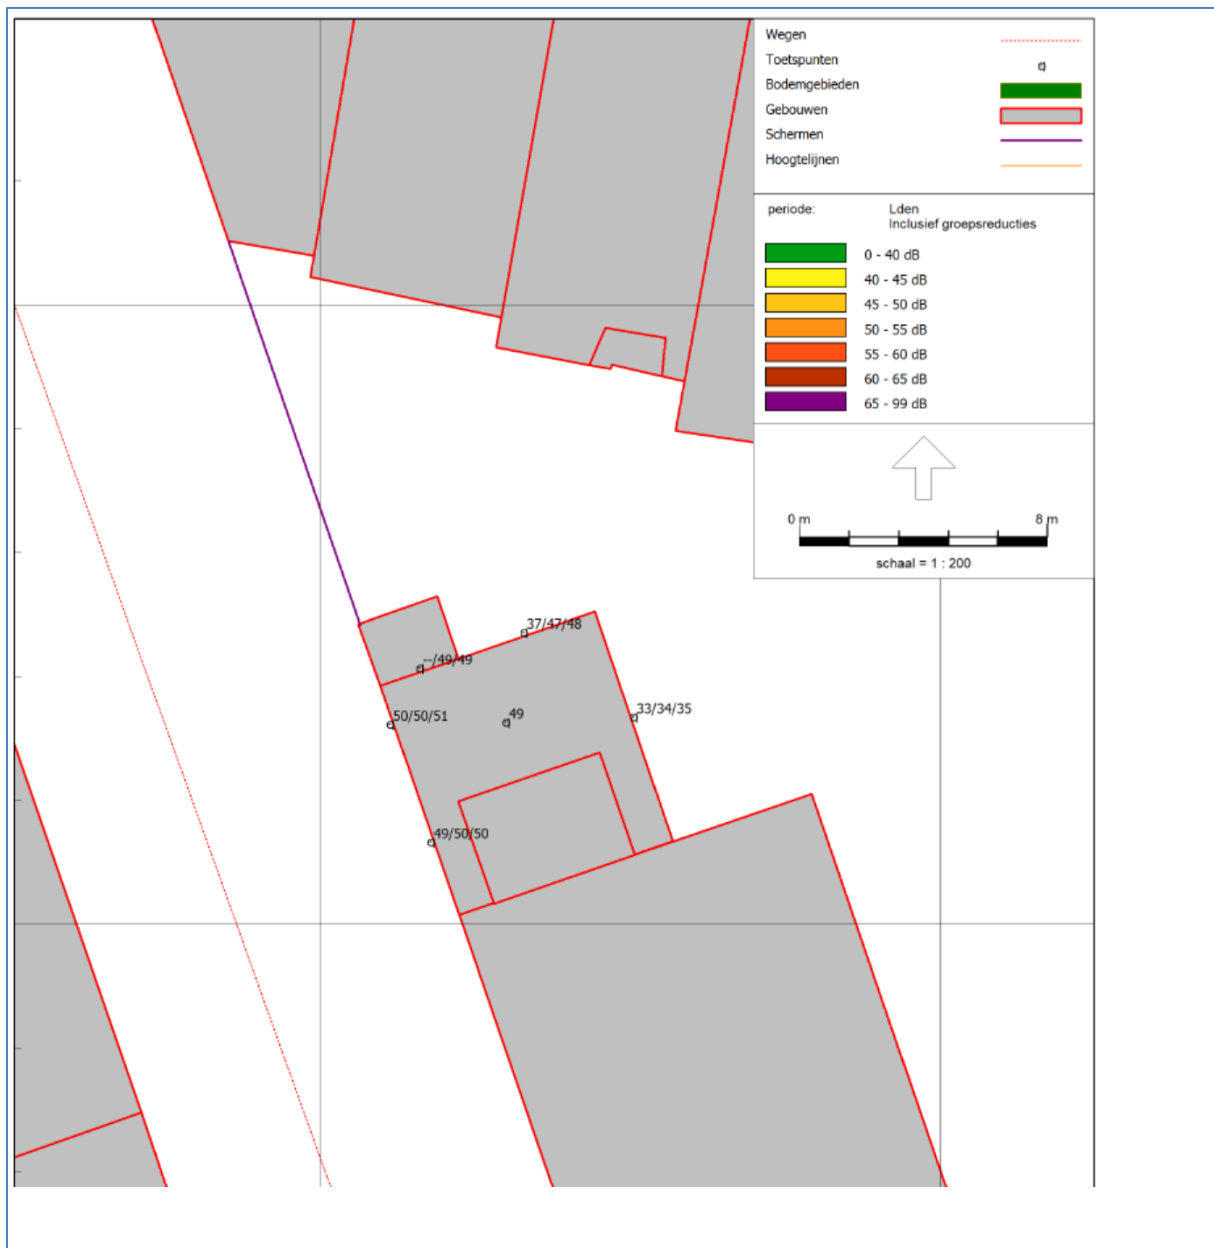 Wegen
Toetspunten
Bodemgebieden
Gebouwen
Schermen
Hoogtelijnen
periode: Lden
Inclusief groepsreducties
0 - 40 dB
40 - 45 dB
45 - 50 dB
50 - 55 dB
55 - 60 dB
60 - 65 dB
65 - 99 dB
0 m 8 m
schaal = 1 : 200
37/47/48
--/49/49
50/50/51
49
33/34/35
49/50/50